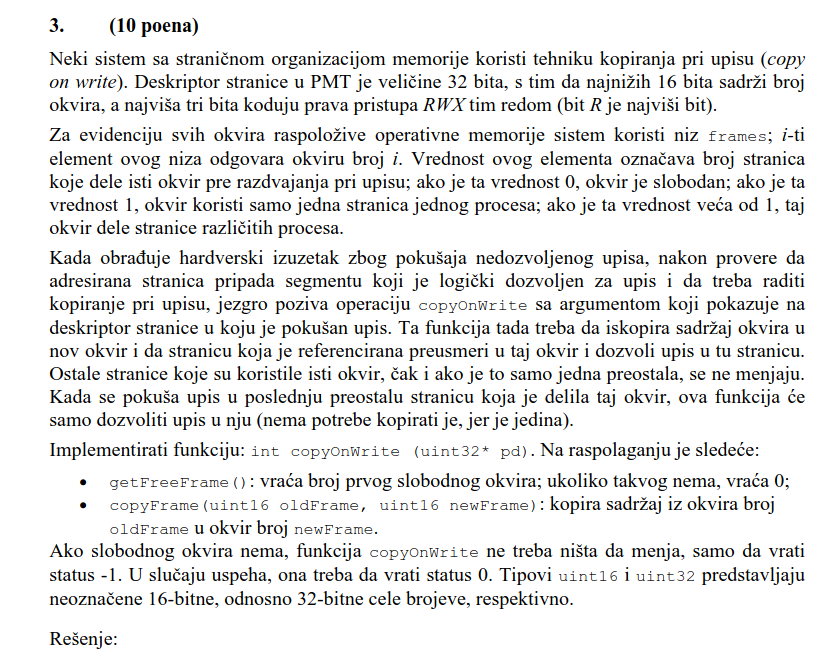 3. (10 poena)
Neki sistem sa straničnom organizacijom memorije koristi tehniku kopiranja pri upisu (copy
on write). Deskriptor stranice u PMT je veličine 32 bita, s tim da najnižih 16 bita sadrži broj
okvira, a najviša tri bita koduju prava pristupa RWX tim redom (bit R je najviši bit).
Za evidenciju svih okvira raspoložive operativne memorije sistem koristi niz frames; i-ti
element ovog niza odgovara okviru broj i. Vrednost ovog elementa označava broj stranica
koje dele isti okvir pre razdvajanja pri upisu; ako je ta vrednost 0, okvir je slobodan; ako je ta
vrednost 1, okvir koristi samo jedna stranica jednog procesa; ako je ta vrednost veća od 1, taj
okvir dele stranice različitih procesa.
Kada obrađuje hardverski izuzetak zbog pokušaja nedozvoljenog upisa, nakon provere da
adresirana stranica pripada segmentu koji je logički dozvoljen za upis i da treba raditi
kopiranje pri upisu, jezgro poziva operaciju copyOnWrite sa argumentom koji pokazuje na
deskriptor stranice u koju je pokušan upis. Ta funkcija tada treba da iskopira sadržaj okvira u
nov okvir i da stranicu koja je referencirana preusmeri u taj okvir i dozvoli upis u tu stranicu.
Ostale stranice koje su koristile isti okvir, čak i ako je to samo jedna preostala, se ne menjaju.
Kada se pokuša upis u poslednju preostalu stranicu koja je delila taj okvir, ova funkcija će
samo dozvoliti upis u nju (nema potrebe kopirati je, jer je jedina).
Implementirati funkciju: int copyOnWrite (uint32* pd). Na raspolaganju je sledeće:
• getFreeFrame(): vraća broj prvog slobodnog okvira; ukoliko takvog nema, vraća 0;
• copyFrame(uint16 oldFrame, uint16 newFrame): kopira sadržaj iz okvira broj
oldFrame u okvir broj newFrame.
Ako slobodnog okvira nema, funkcija copyOnWrite ne treba ništa da menja, samo da vrati
status -1. U slučaju uspeha, ona treba da vrati status 0. Tipovi uint16 i uint32 predstavljaju
neoznačene 16-bitne, odnosno 32-bitne cele brojeve, respektivno.
Rešenje: